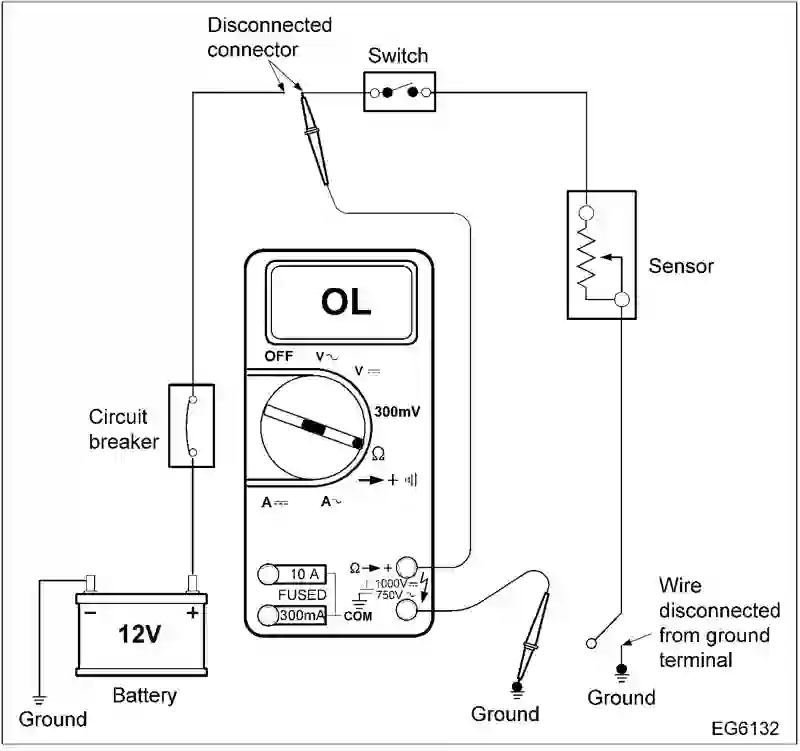 Disconnected
connector
Switch
Sensor
OL
OFF
V~
V⎓
300mV
Ω
Circuit
breaker
A⎓
A~
Ω
+
10 A
1000V⎓
FUSED
750V ~
300mA
COM
−
+
12V
Wire
disconnected
from ground
terminal
Battery
Ground
Ground
Ground
EG6132